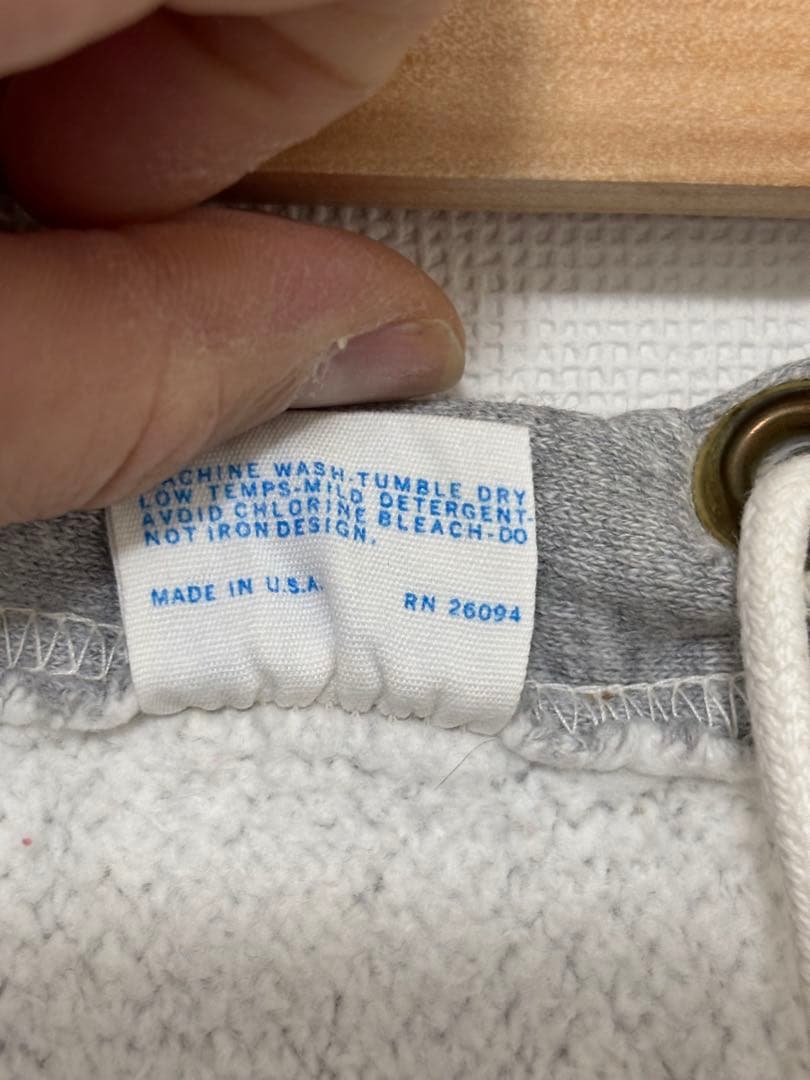 MACHINE WASH-TUMBLE DRY
LOW TEMPS-MILD DETERGENT-
AVOID CHLORINE BLEACH-DO
NOT IRON DESIGN.
MADE IN U.S.A. RN 26094